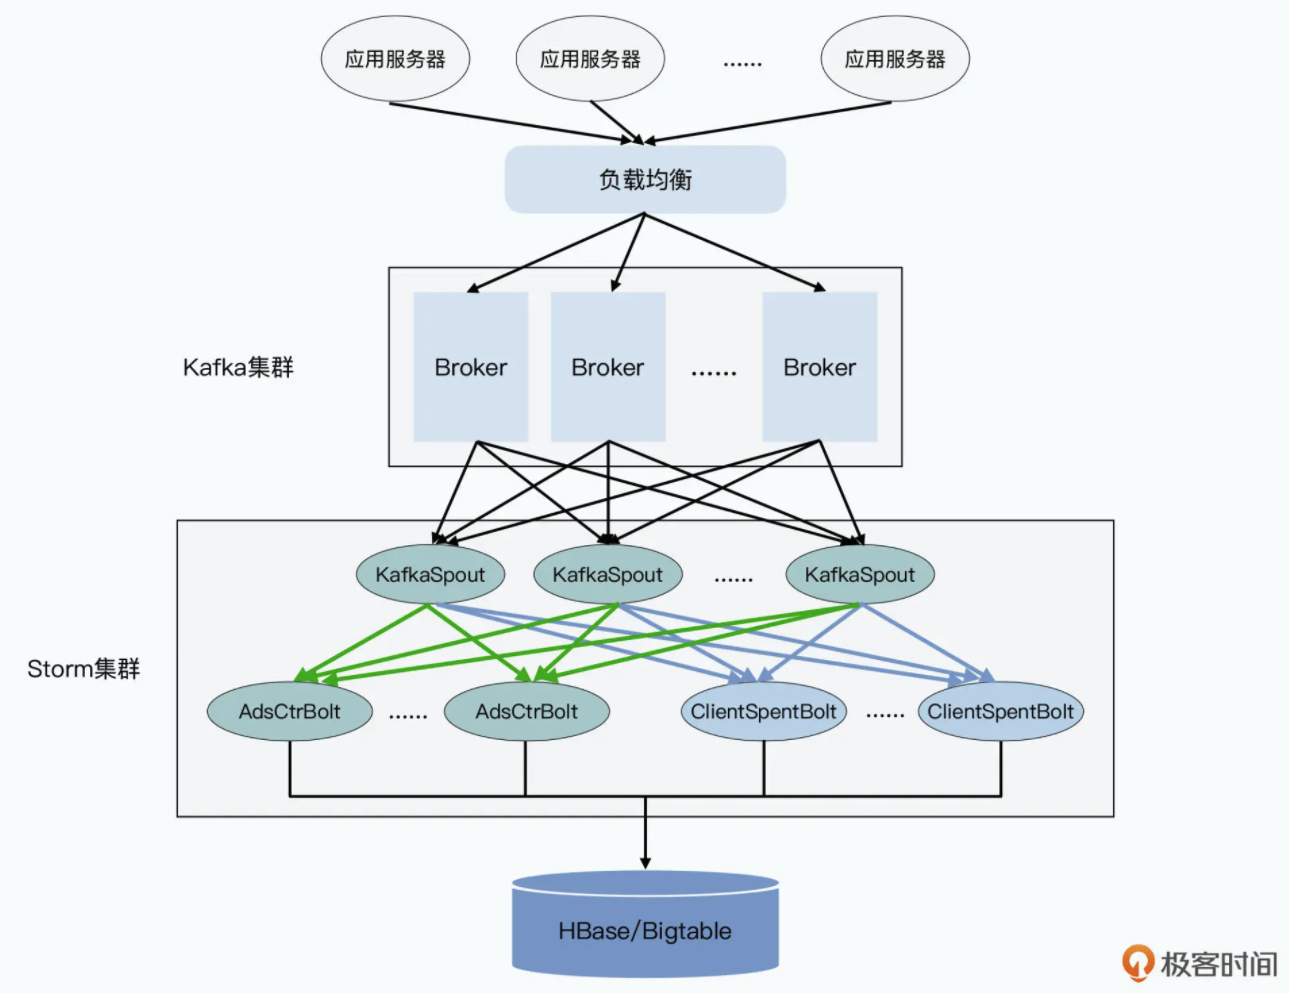 应用服务器
应用服务器
......
应用服务器
负载均衡
Kafka集群
Broker
Broker
......
Broker
KafkaSpout
KafkaSpout
......
KafkaSpout
Storm集群
AdsCtrBolt
......
AdsCtrBolt
ClientSpentBolt
......
ClientSpentBolt
HBase/Bigtable
极客时间